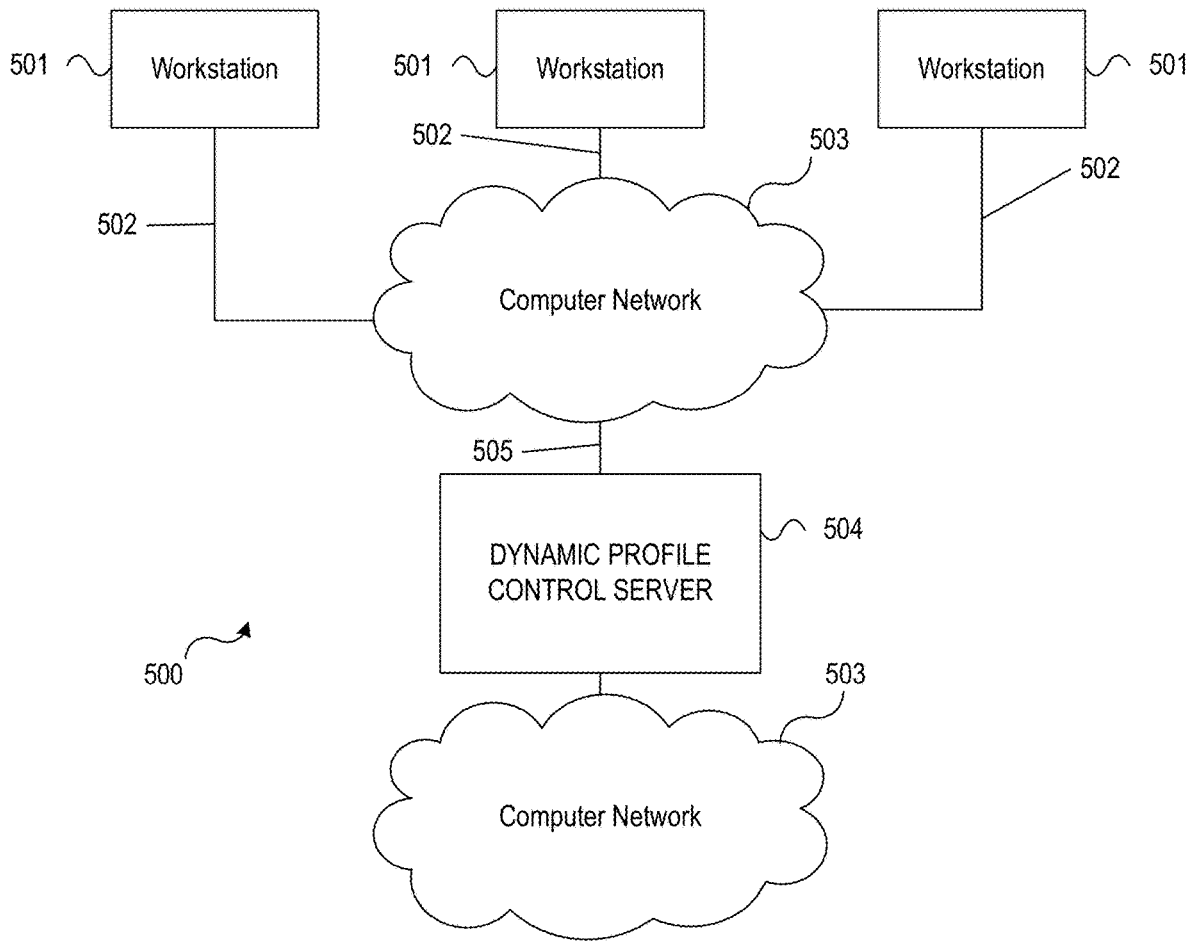 501
Workstation
501
Workstation
Workstation
501
502
503
502
502
Computer Network
505
504
DYNAMIC PROFILE
CONTROL SERVER
500
503
Computer Network